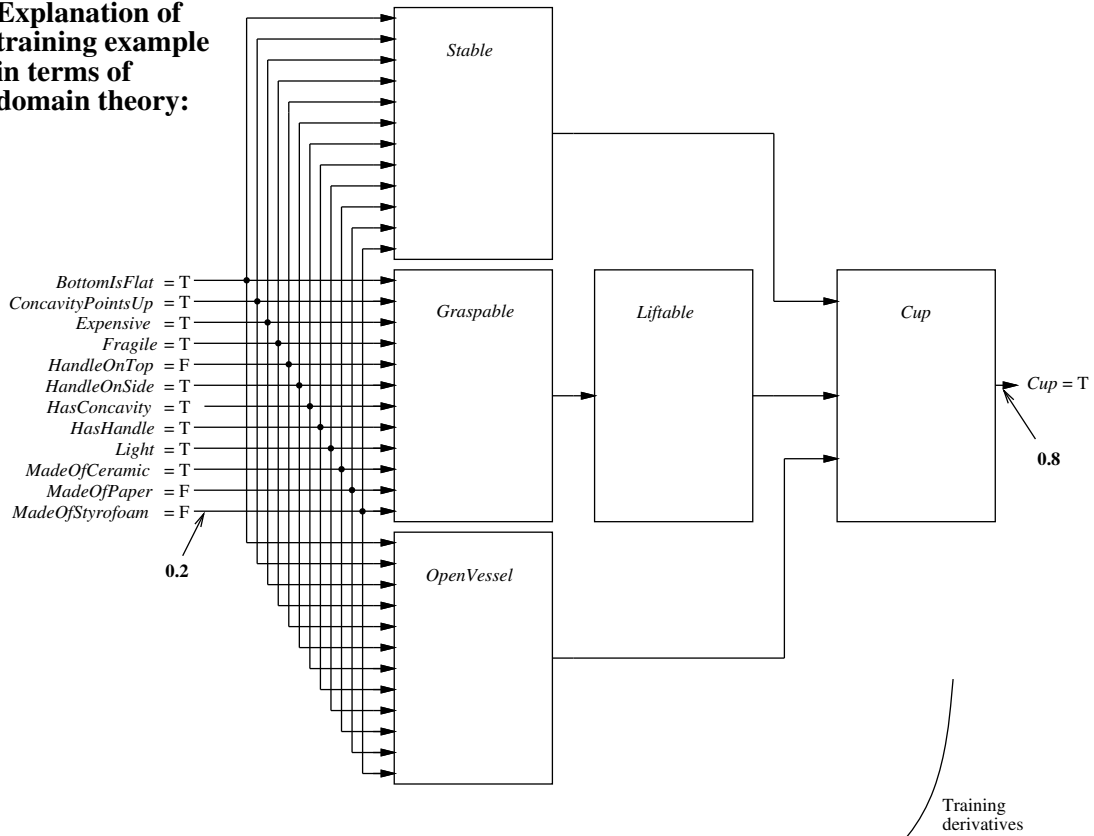 Explanation of
training example
in terms of
domain theory:
Stable
BottomIsFlat = T
ConcavityPointsUp = T
Expensive = T
Fragile = T
HandleOnTop = F
HandleOnSide = T
HasConcavity = T
HasHandle = T
Light = T
MadeOfCeramic = T
MadeOfPaper = F
MadeOfStyrofoam = F
0.2
Graspable
Liftable
Cup
Cup = T
0.8
OpenVessel
Training
derivatives